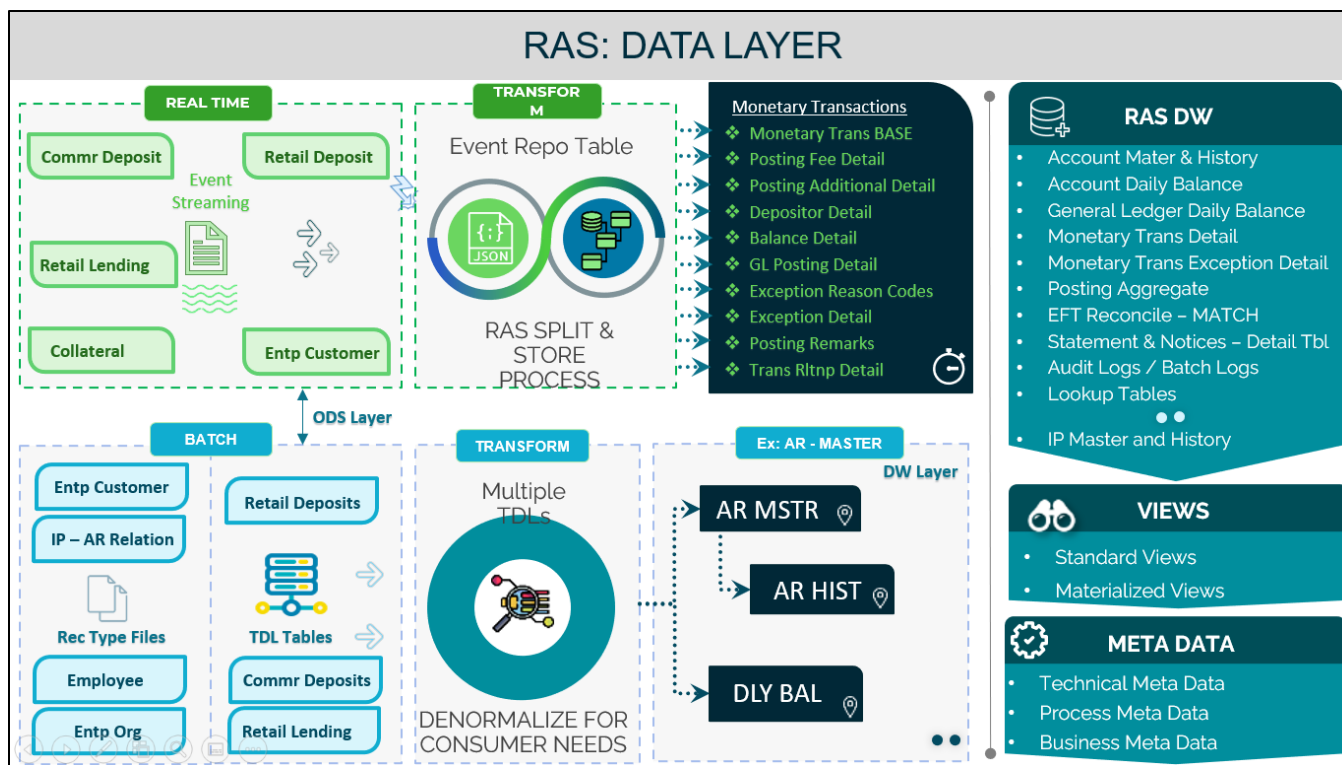 RAS: DATA LAYER
REAL TIME
Commr Deposit
Retail Deposit
Event
Streaming
Retail Lending
Collateral
Entp Customer
TRANSFOR
M
Event Repo Table
{;}
JSON
RAS SPLIT &
STORE
PROCESS
Monetary Transactions
Monetary Trans BASE
Posting Fee Detail
Posting Additional Detail
Depositor Detail
Balance Detail
GL Posting Detail
Exception Reason Codes
Exception Detail
Posting Remarks
Trans Rltnp Detail
ODS Layer
BATCH
Entp Customer
IP – AR Relation
Rec Type Files
Employee
Entp Org
Retail Deposits
TDL Tables
Commr Deposits
Retail Lending
TRANSFORM
Multiple
TDLs
DENORMALIZE FOR
CONSUMER NEEDS
Ex: AR - MASTER
DW Layer
AR MSTR
AR HIST
DLY BAL
RAS DW
• Account Mater & History
• Account Daily Balance
• General Ledger Daily Balance
• Monetary Trans Detail
• Monetary Trans Exception Detail
• Posting Aggregate
• EFT Reconcile – MATCH
• Statement & Notices – Detail Tbl
• Audit Logs / Batch Logs
• Lookup Tables
• IP Master and History
VIEWS
• Standard Views
• Materialized Views
META DATA
• Technical Meta Data
• Process Meta Data
• Business Meta Data